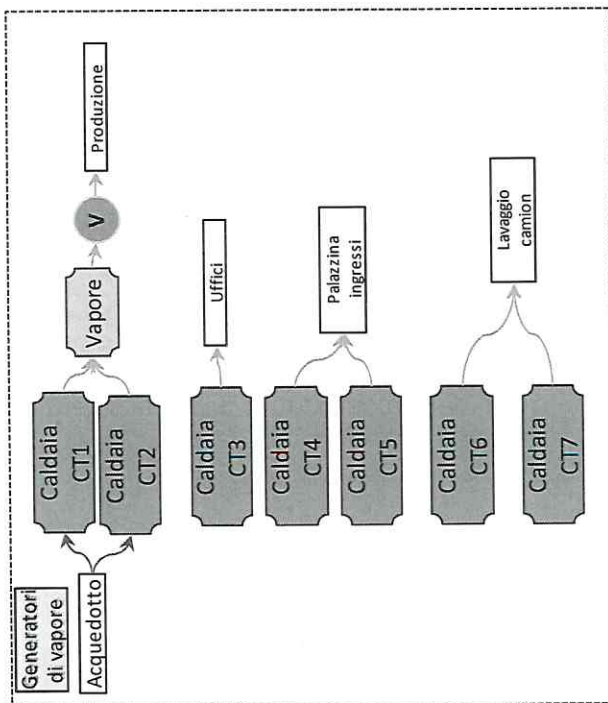 Generatori
di vapore
Acquedotto
Caldaia
CT1
Caldaia
CT2
Vapore
V
Produzione
Caldaia
CT3
Uffici
Caldaia
CT4
Caldaia
CT5
Palazzina
ingressi
Caldaia
CT6
Caldaia
CT7
Lavaggio
camion